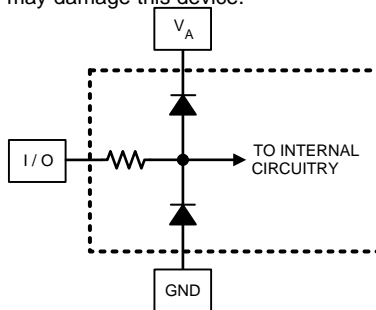 may damage this device.
V_A
I / O
TO INTERNAL
CIRCUITRY
GND